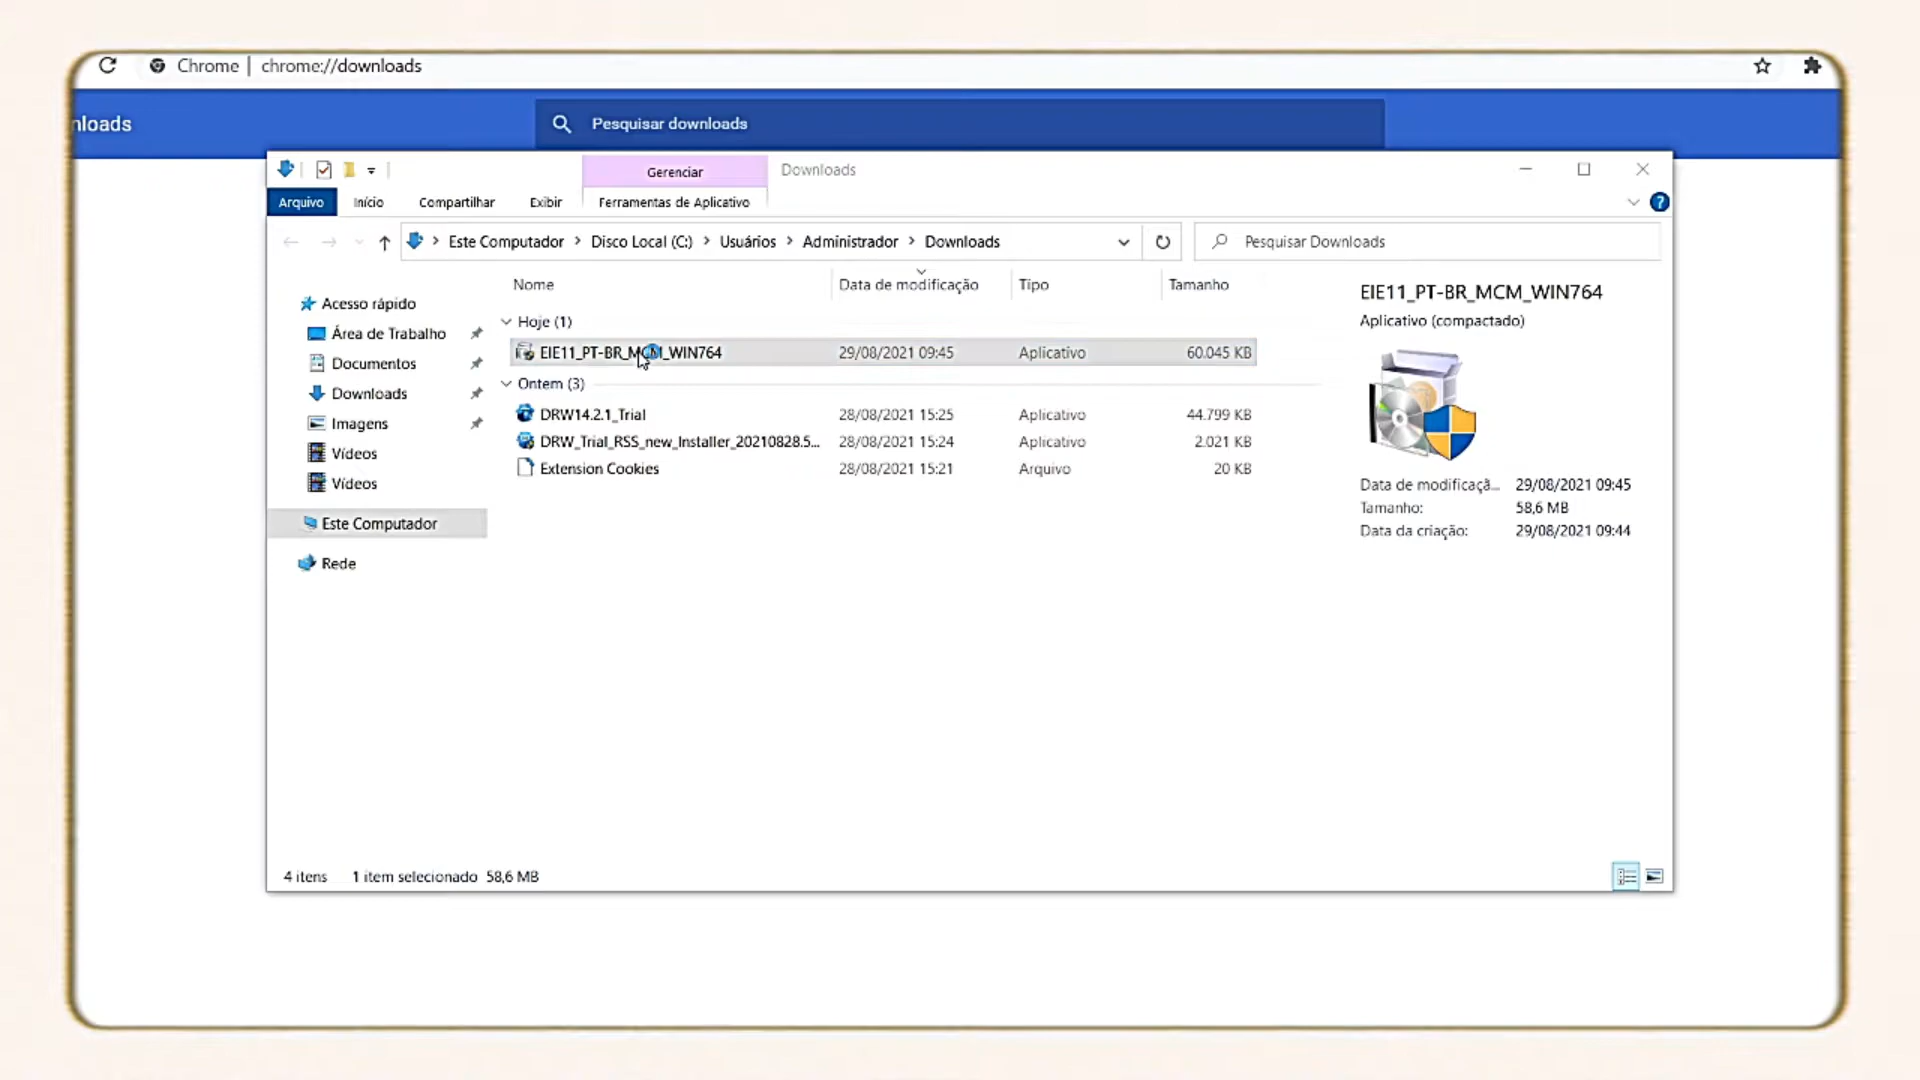 Chrome | chrome://downloads
nloads
Pesquisar downloads
Gerenciar
Downloads
Arquivo Início Compartilhar Exibir Ferramentas de Aplicativo
Este Computador > Disco Local (C:) > Usuários > Administrador > Downloads
Pesquisar Downloads
Nome Data de modificação Tipo Tamanho
Acesso rápido
Área de Trabalho
Documentos
Downloads
Imagens
Vídeos
Vídeos
Este Computador
Rede
Hoje (1)
EIE11_PT-BR_MCM_WIN764 29/08/2021 09:45 Aplicativo 60.045 KB
Ontem (3)
DRW14.2.1_Trial 28/08/2021 15:25 Aplicativo 44.799 KB
DRW_Trial_RSS_new_Installer_20210828.5... 28/08/2021 15:24 Aplicativo 2.021 KB
Extension Cookies 28/08/2021 15:21 Arquivo 20 KB
EIE11_PT-BR_MCM_WIN764
Aplicativo (compactado)
Data de modificaçã... 29/08/2021 09:45
Tamanho: 58,6 MB
Data da criação: 29/08/2021 09:44
4 itens 1 item selecionado 58,6 MB